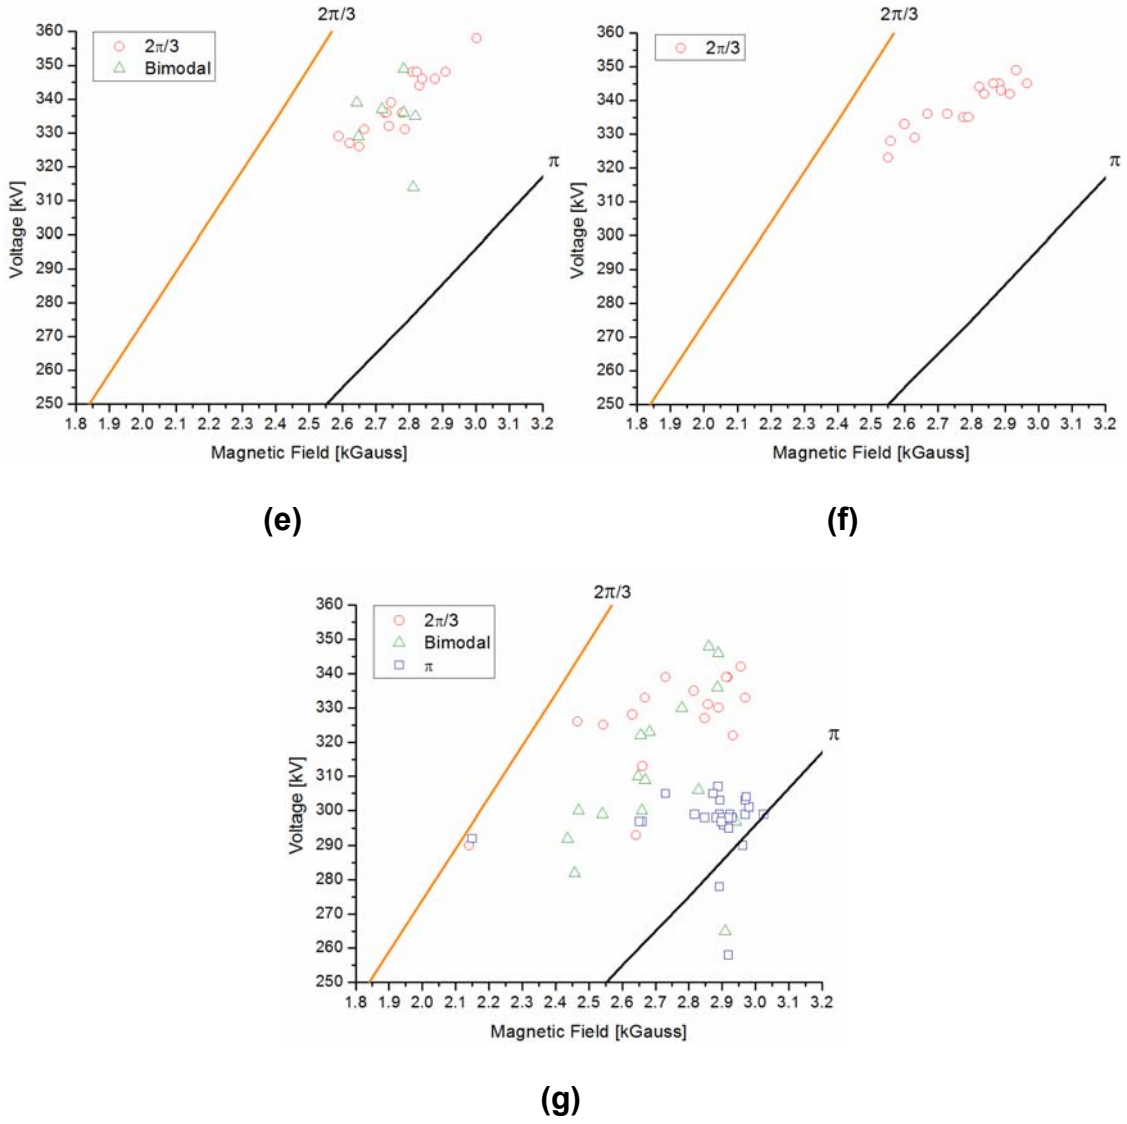 2π/3
2π/3
Bimodal
π
360
350
340
330
320
310
300
290
280
270
260
250
Voltage [kV]
1.8 1.9 2.0 2.1 2.2 2.3 2.4 2.5 2.6 2.7 2.8 2.9 3.0 3.1 3.2
Magnetic Field [kGauss]
(e)
2π/3
2π/3
π
360
350
340
330
320
310
300
290
280
270
260
250
Voltage [kV]
1.8 1.9 2.0 2.1 2.2 2.3 2.4 2.5 2.6 2.7 2.8 2.9 3.0 3.1 3.2
Magnetic Field [kGauss]
(f)
2π/3
2π/3
Bimodal
π
π
360
350
340
330
320
310
300
290
280
270
260
250
Voltage [kV]
1.8 1.9 2.0 2.1 2.2 2.3 2.4 2.5 2.6 2.7 2.8 2.9 3.0 3.1 3.2
Magnetic Field [kGauss]
(g)